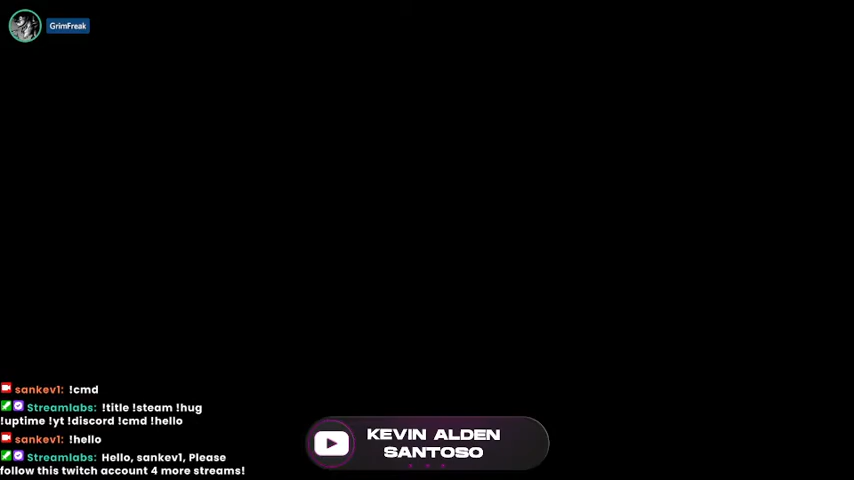 GrimFreak
sankev1: !cmd
Streamlabs: !title !steam !hug
!uptime !yt !discord !cmd !hello
sankev1: !hello
Streamlabs: Hello, sankev1, Please
follow this twitch account 4 more streams!
KEVIN ALDEN
SANTOSO